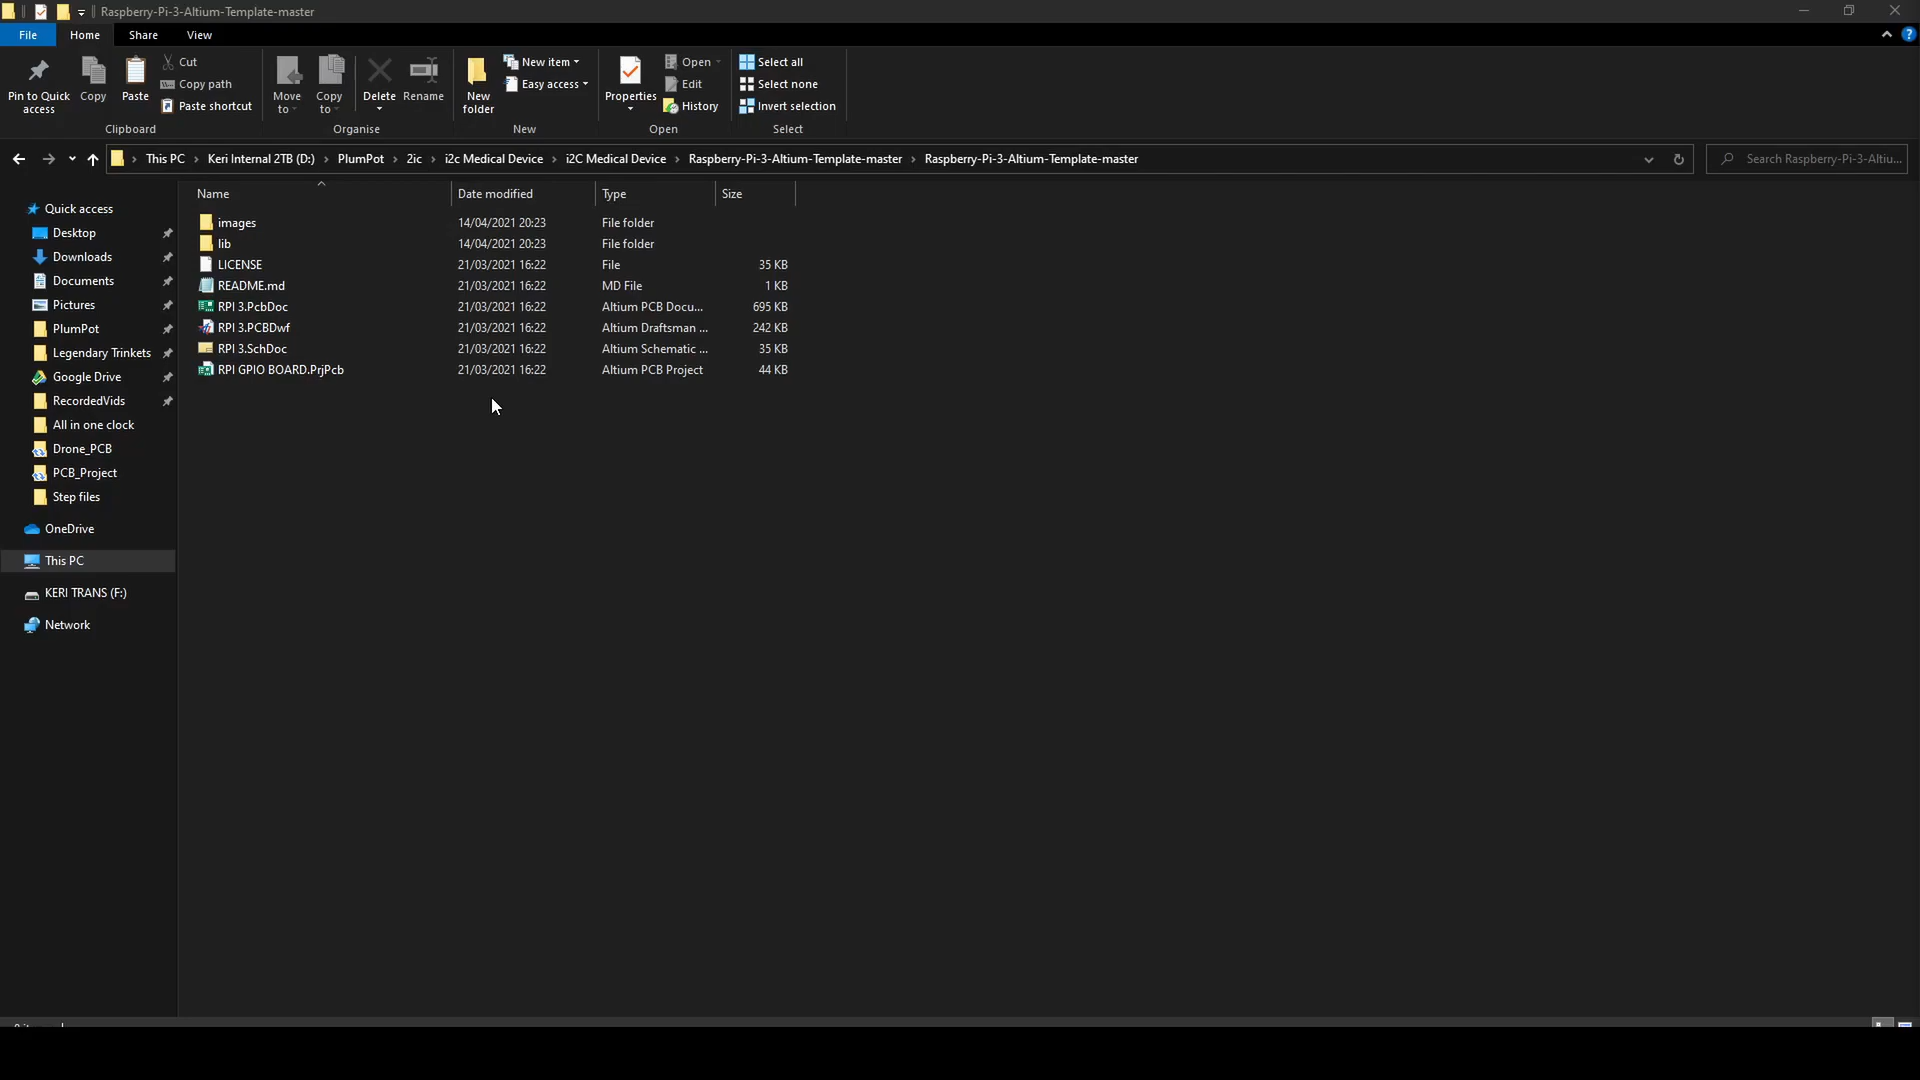 Raspberry-Pi-3-Altium-Template-master
File Home Share View
Pin to Quick access
Copy
Paste
Cut
Copy path
Paste shortcut
Clipboard
Move to
Copy to
Delete
Rename
Organise
New folder
New item
Easy access
New
Properties
Open
Edit
History
Open
Select all
Select none
Invert selection
Select
This PC > Keri Internal 2TB (D:) > PlumPot > 2ic > i2c Medical Device > i2C Medical Device > Raspberry-Pi-3-Altium-Template-master > Raspberry-Pi-3-Altium-Template-master
Search Raspberry-Pi-3-Altiu...
Quick access
Desktop
Downloads
Documents
Pictures
PlumPot
Legendary Trinkets
Google Drive
RecordedVids
All in one clock
Drone_PCB
PCB_Project
Step files
OneDrive
This PC
KERI TRANS (F:)
Network
Name Date modified Type Size
images 14/04/2021 20:23 File folder
lib 14/04/2021 20:23 File folder
LICENSE 21/03/2021 16:22 File 35 KB
README.md 21/03/2021 16:22 MD File 1 KB
RPI 3.PcbDoc 21/03/2021 16:22 Altium PCB Docu... 695 KB
RPI 3.PCBDwf 21/03/2021 16:22 Altium Draftsman ... 242 KB
RPI 3.SchDoc 21/03/2021 16:22 Altium Schematic ... 35 KB
RPI GPIO BOARD.PrjPcb 21/03/2021 16:22 Altium PCB Project 44 KB